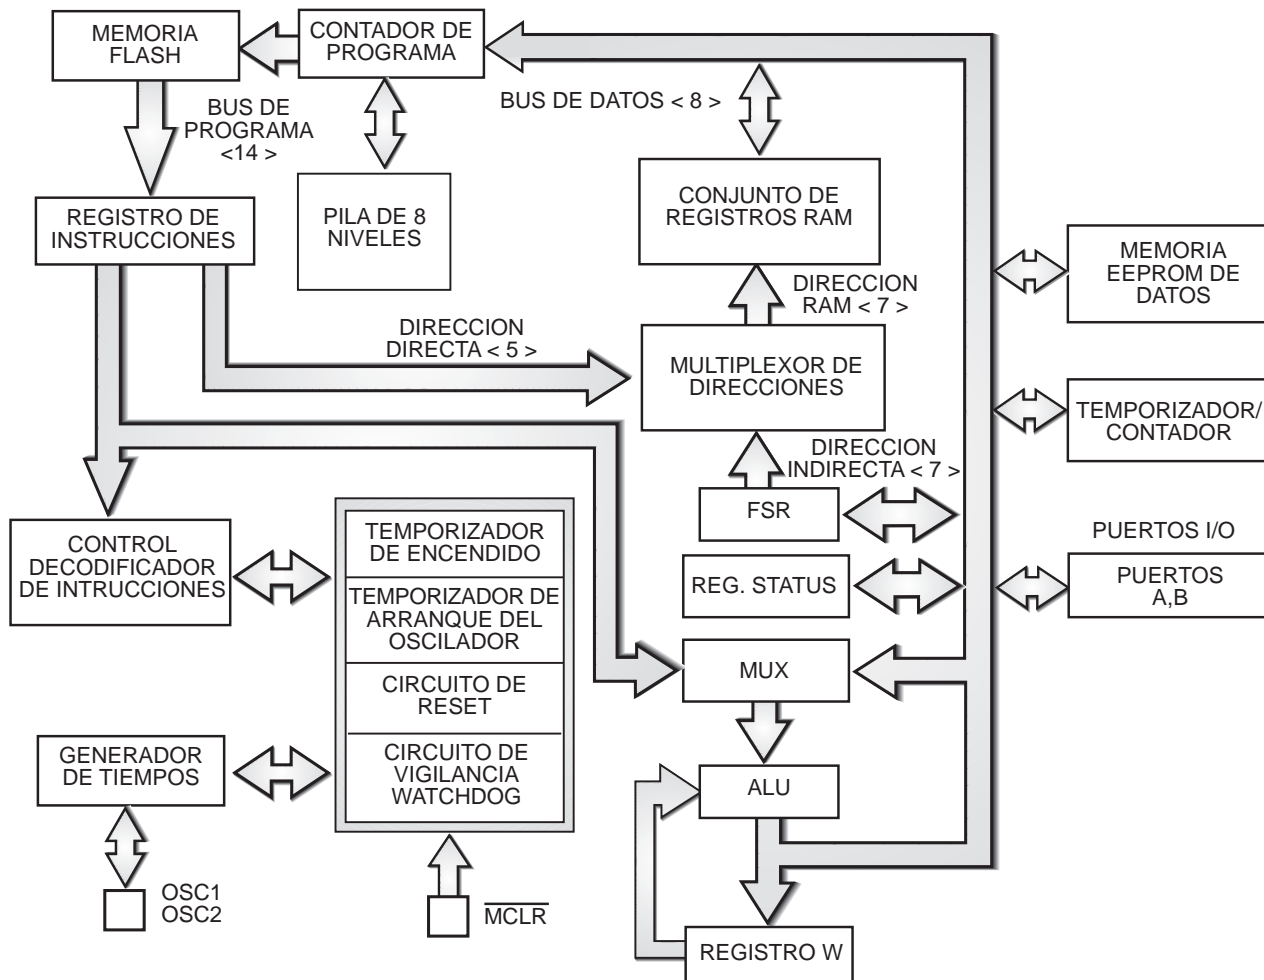 MEMORIA
FLASH
CONTADOR DE
PROGRAMA
BUS DE
PROGRAMA
<14 >
BUS DE DATOS < 8 >
REGISTRO DE
INSTRUCCIONES
PILA DE 8
NIVELES
CONJUNTO DE
REGISTROS RAM
MEMORIA
EEPROM DE
DATOS
DIRECCION
RAM < 7 >
DIRECCION
DIRECTA < 5 >
MULTIPLEXOR DE
DIRECCIONES
TEMPORIZADOR/
CONTADOR
DIRECCION
INDIRECTA < 7 >
FSR
CONTROL
DECODIFICADOR
DE INTRUCCIONES
TEMPORIZADOR
DE ENCENDIDO
TEMPORIZADOR DE
ARRANQUE DEL
OSCILADOR
CIRCUITO DE
RESET
CIRCUITO DE
VIGILANCIA
WATCHDOG
REG. STATUS
PUERTOS I/O
PUERTOS
A,B
MUX
GENERADOR
DE TIEMPOS
ALU
OSC1
OSC2
MCLR
REGISTRO W